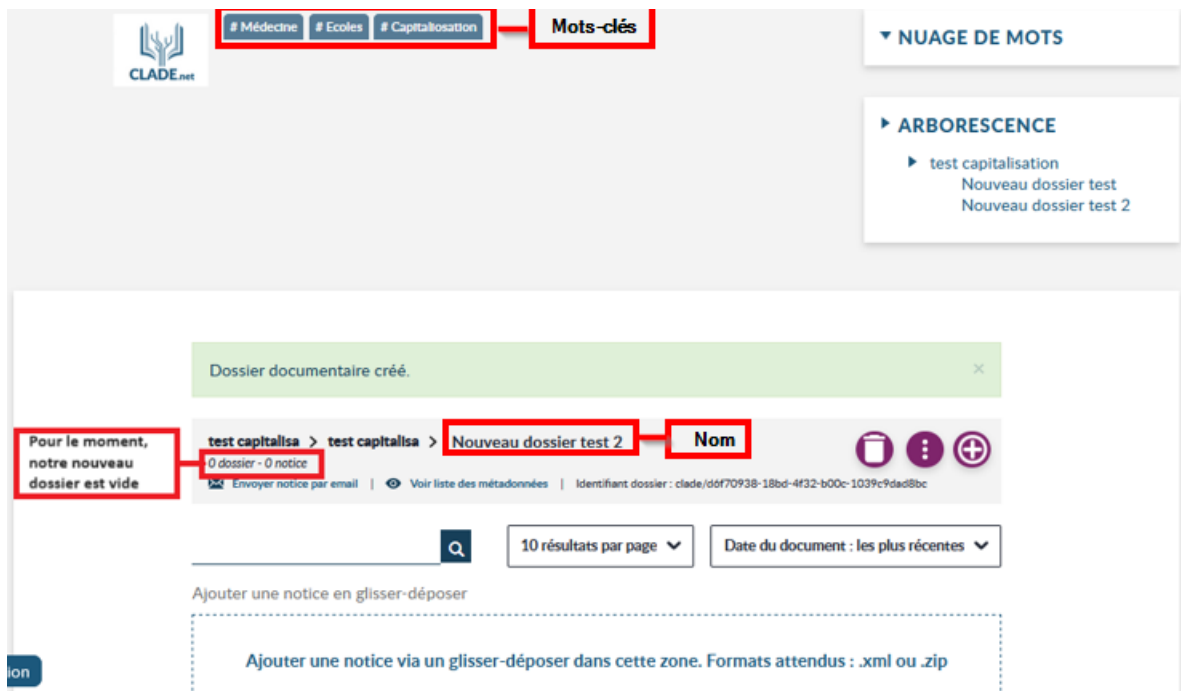 # Médecine # Ecoles # Capitalisation Mots-clés
CLADE.net
NUAGE DE MOTS
ARBORESCENCE
test capitalisation
Nouveau dossier test
Nouveau dossier test 2
Dossier documentaire créé. ×
Pour le moment,
notre nouveau
dossier est vide
test capitalisa > test capitalisa > Nouveau dossier test 2 Nom
0 dossier - 0 notice
Envoyer notice par email | Voir liste des métadonnées | Identifiant dossier : clade/d6f70938-18bd-4f32-b00c-1039c9dad8bc
10 résultats par page Date du document : les plus récentes
Ajouter une notice en glisser-déposer
Ajouter une notice via un glisser-déposer dans cette zone. Formats attendus : .xml ou .zip
ion